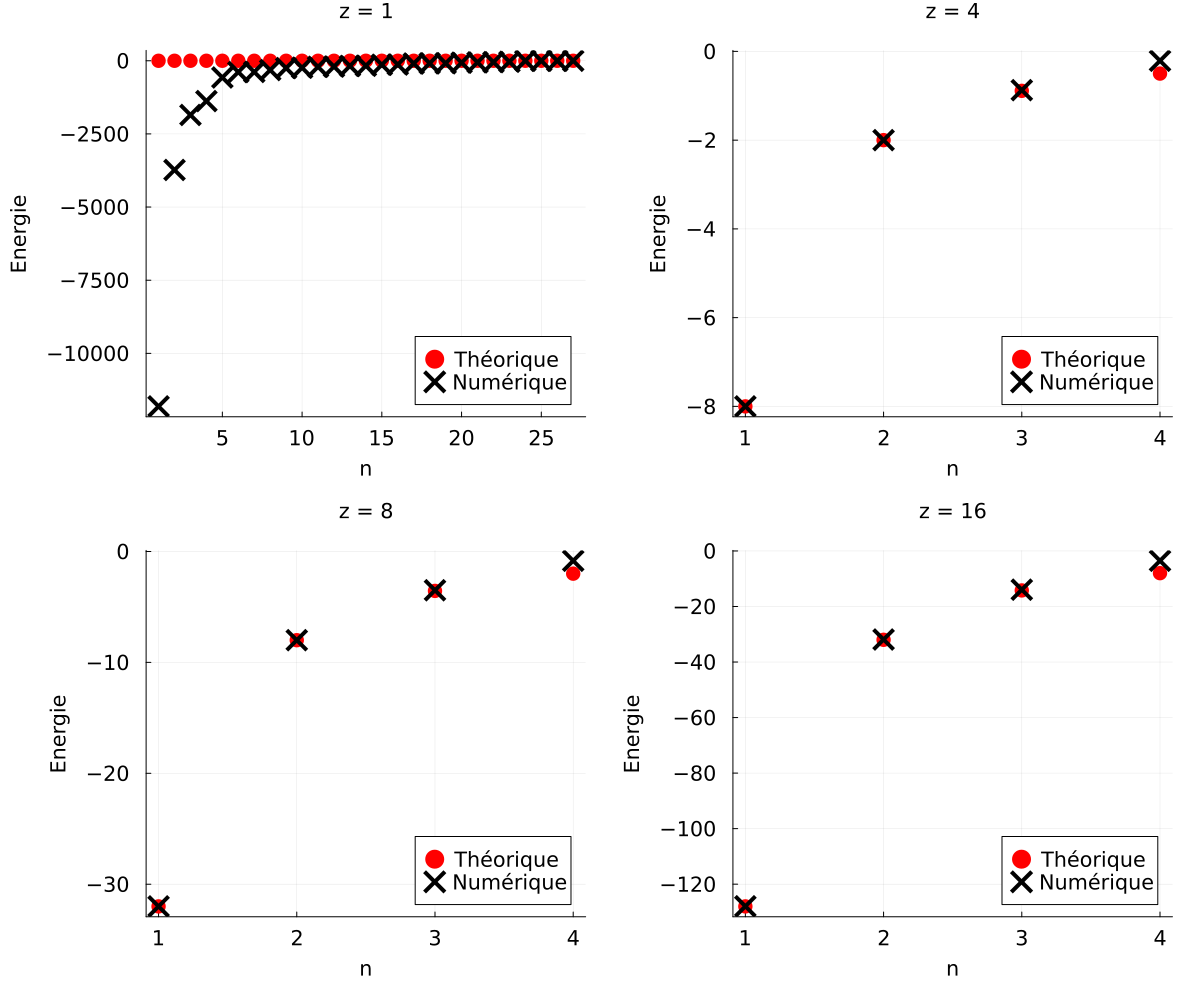 z = 1
0
−2500
−5000
−7500
−10000
Energie
5
10
15
20
25
n
Théorique
Numérique
z = 4
0
−2
−4
−6
−8
Energie
1
2
3
4
n
Théorique
Numérique
z = 8
0
−10
−20
−30
Energie
1
2
3
4
n
Théorique
Numérique
z = 16
0
−20
−40
−60
−80
−100
−120
Energie
1
2
3
4
n
Théorique
Numérique